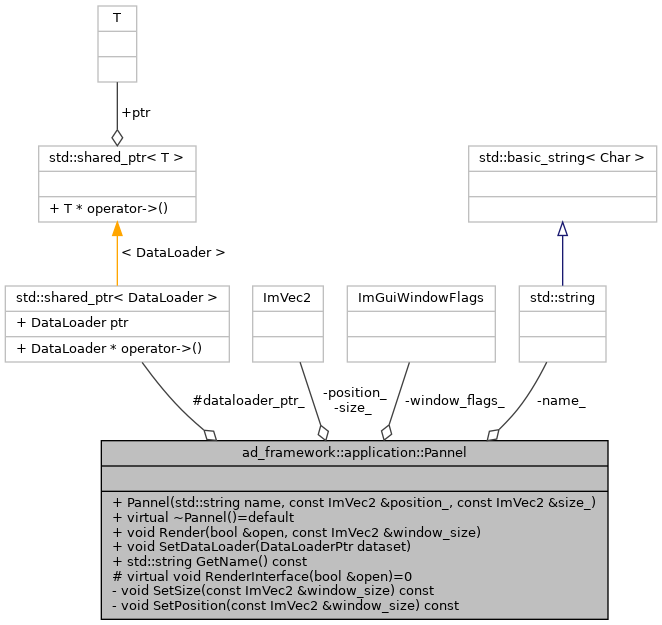 T
+ptr
std::shared_ptr< T >
+ T * operator->()
std::basic_string< Char >
< DataLoader >
std::shared_ptr< DataLoader >
+ DataLoader ptr
+ DataLoader * operator->()
ImVec2
ImGuiWindowFlags
std::string
#dataloader_ptr_
-position_
-size_
-window_flags_
-name_
ad_framework::application::Pannel
+ Pannel(std::string name, const ImVec2 &position_, const ImVec2 &size_)
+ virtual ~Pannel()=default
+ void Render(bool &open, const ImVec2 &window_size)
+ void SetDataLoader(DataLoaderPtr dataset)
+ std::string GetName() const
# virtual void RenderInterface(bool &open)=0
- void SetSize(const ImVec2 &window_size) const
- void SetPosition(const ImVec2 &window_size) const